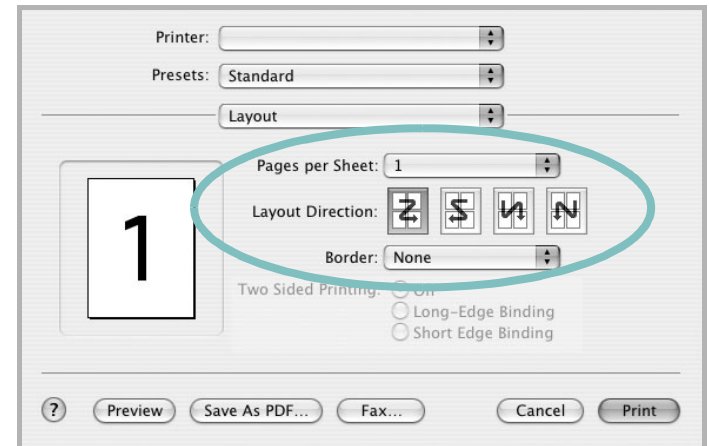 Printer:
Presets: Standard
Layout
Pages per Sheet: 1
Layout Direction:
Border: None
1
Two Sided Printing:
Long-Edge Binding
Short Edge Binding
? Preview Save As PDF... Fax... Cancel Print